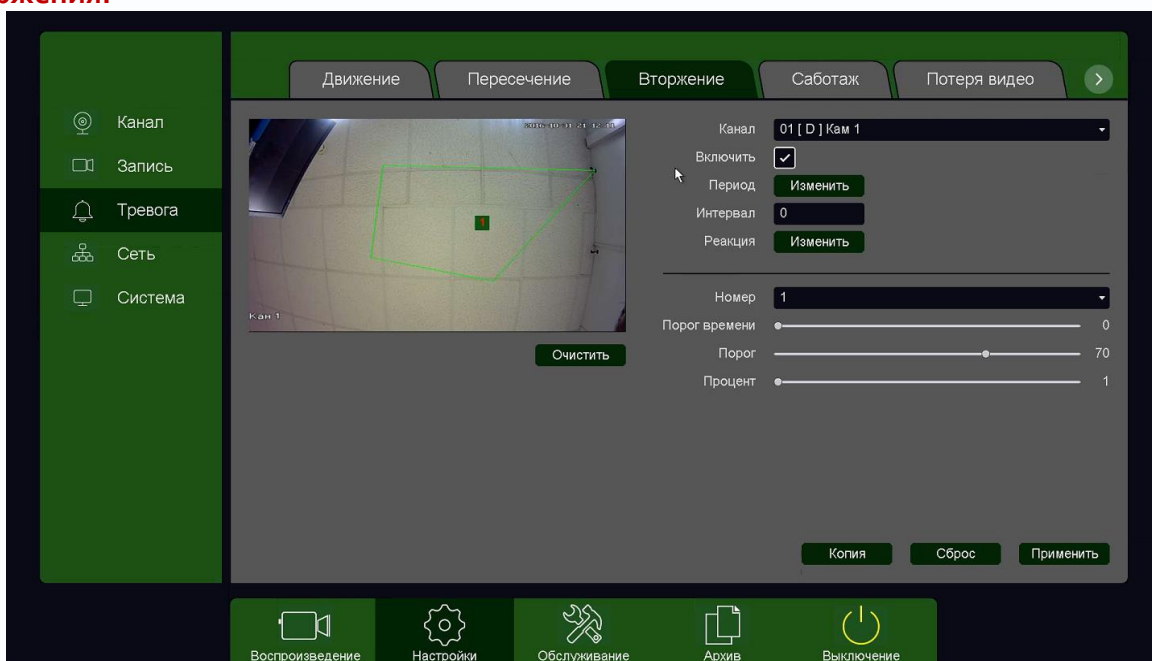 Движение Пересечение Вторжение Саботаж Потеря видео
Канал
Запись
Тревога
Сеть
Система
Кам 1
Очистить
Канал 01 [ D ] Кам 1
Включить
Период Изменить
Интервал 0
Реакция Изменить
Номер 1
Порог времени 0
Порог 70
Процент 1
Копия Сброс Применить
Воспроизведение Настройки Обслуживание Архив Выключение